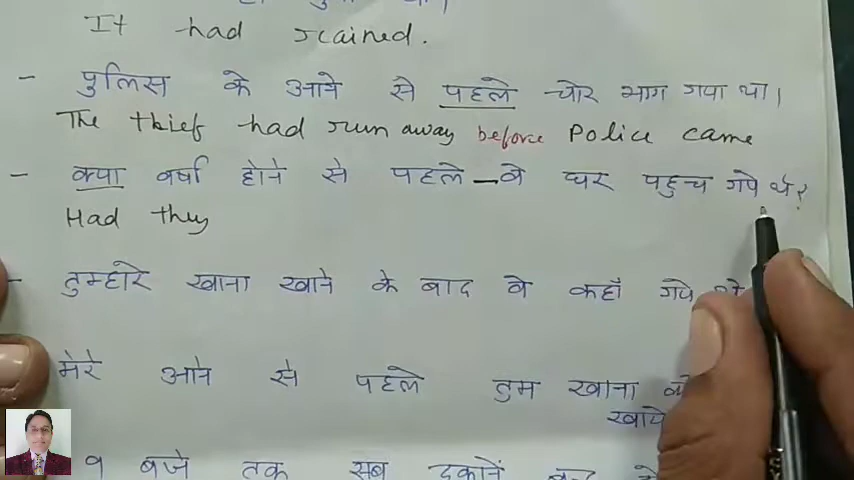 It had rained.
- पुलिस के आने से पहले चोर भाग गया था।
The thief had run away before Police came
- क्या वर्षा होने से पहले वे घर पहुच गये थे?
Had they
- तुम्हारे खाना खाने के बाद वे कहाँ गये
मेरे आने से पहले तुम खाना
खाये
9 बजे तक सब दुकानें